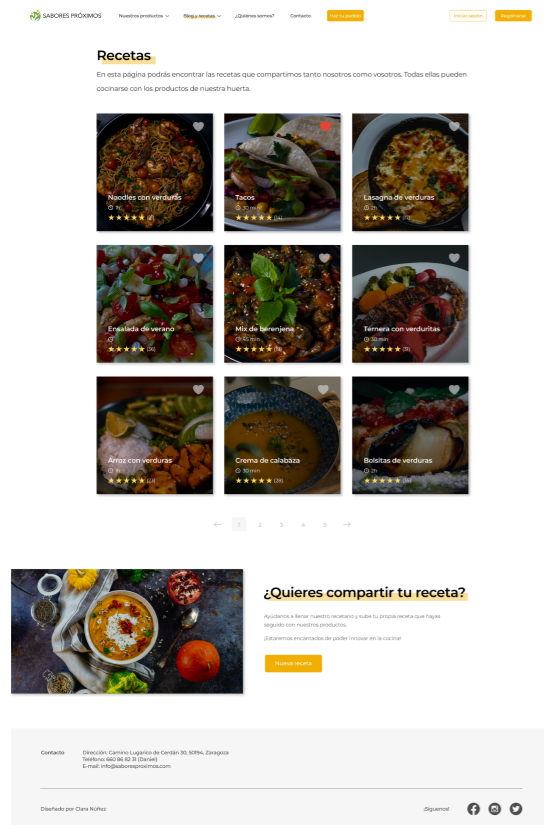 SABORES PRÓXIMOS
Nuestros productos
Blog y recetas
¿Quiénes somos?
Contacto
Haz tu pedido
Iniciar sesión
Registrarse
Recetas
En esta página podrás encontrar las recetas que compartimos tanto nosotros como vosotros. Todas ellas pueden
cocinarse con los productos de nuestra huerta.
Noodles con verduras
1h
Tacos
30 min
(14)
Lasagna de verduras
2h
Ensalada de verano
(36)
Mix de berenjena
45 min
Ternera con verduritas
30 min
(31)
Arroz con verduras
1h
Crema de calabaza
30 min
(28)
Bolsitas de verduras
2h
1 2 3 4 5
¿Quieres compartir tu receta?
Ayúdanos a llenar nuestro recetario y sube tu propia receta que hayas
seguido con nuestros productos.
¡Estaremos encantados de poder innovar en la cocina!
Nueva receta
Contacto
Dirección: Camino Lugarico de Cerdán 30, 50194, Zaragoza
Teléfono: 660 86 82 31 (Daniel)
E-mail: info@saboresproximos.com
Diseñado por Clara Núñez
¡Síguenos!